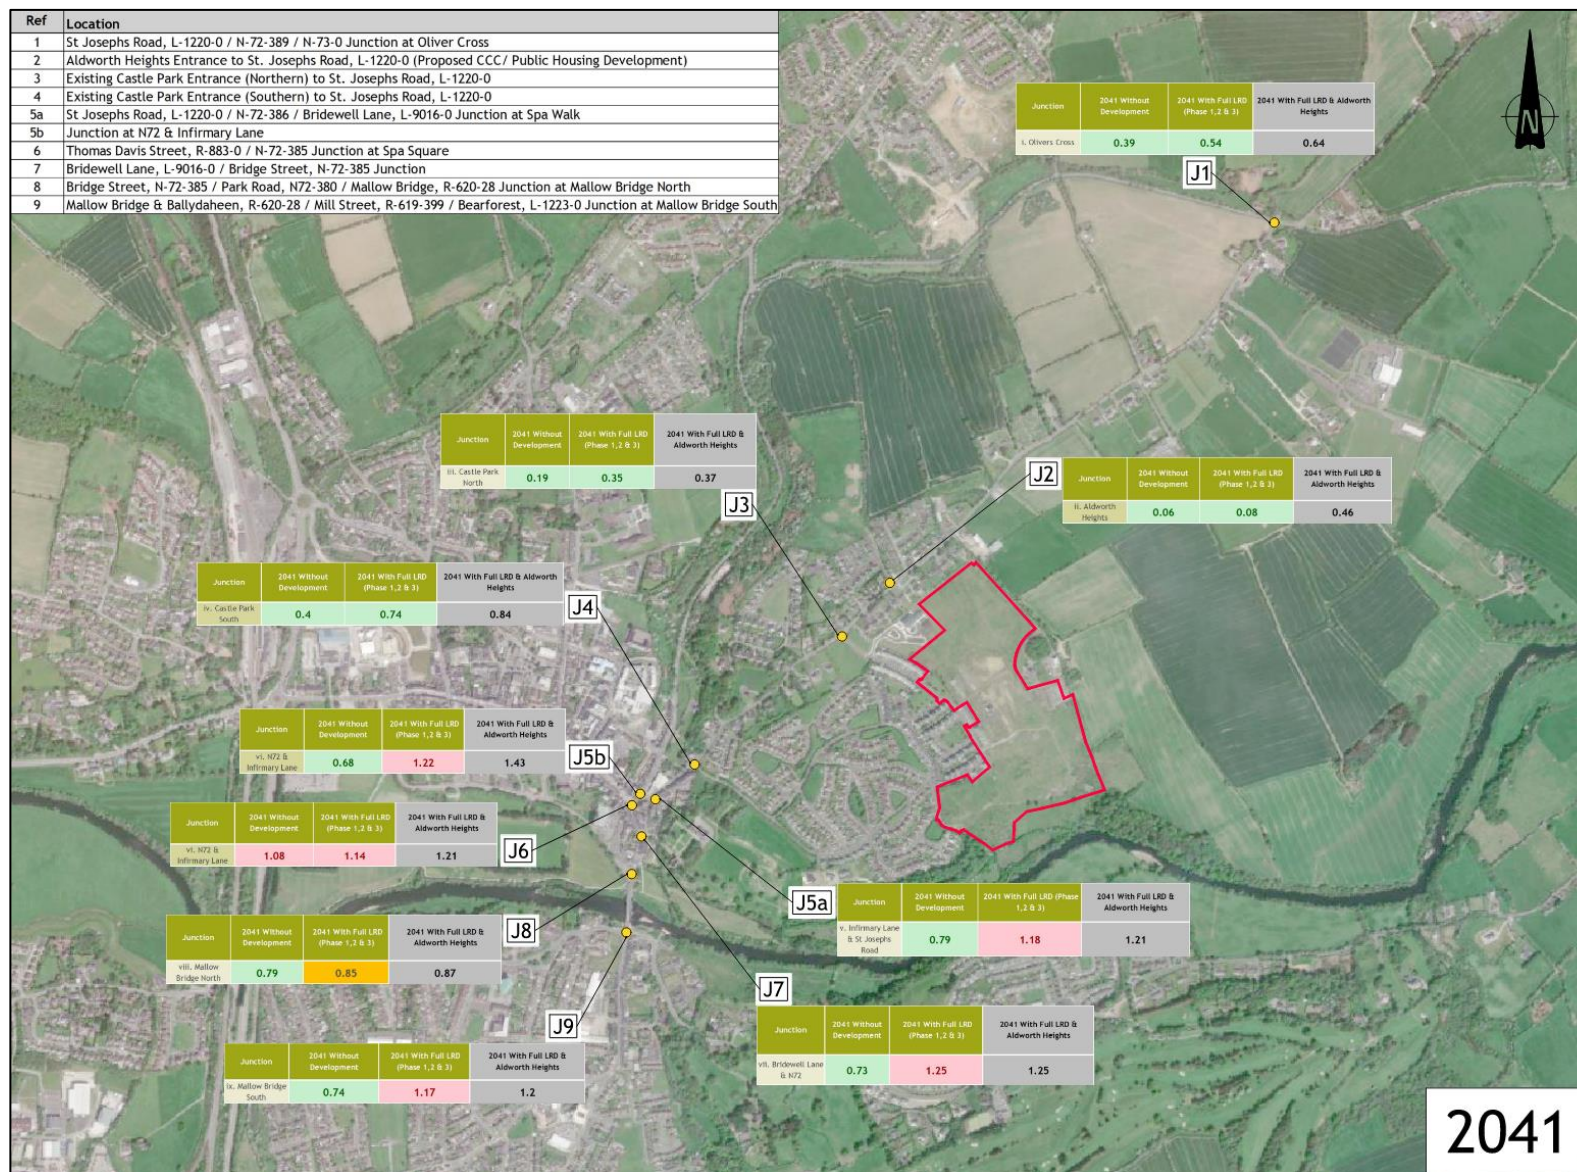 Ref Location
1 St Josephs Road, L-1220-0 / N-72-389 / N-73-0 Junction at Oliver Cross
2 Aldworth Heights Entrance to St. Josephs Road, L-1220-0 (Proposed CCC/ Public Housing Development)
3 Existing Castle Park Entrance (Northern) to St. Josephs Road, L-1220-0
4 Existing Castle Park Entrance (Southern) to St. Josephs Road, L-1220-0
5a St Josephs Road, L-1220-0 / N-72-386 / Bridewell Lane, L-9016-0 Junction at Spa Walk
5b Junction at N72 & Infirmary Lane
6 Thomas Davis Street, R-883-0 / N-72-385 Junction at Spa Square
7 Bridewell Lane, L-9016-0 / Bridge Street, N-72-385 Junction
8 Bridge Street, N-72-385 / Park Road, N72-380 / Mallow Bridge, R-620-28 Junction at Mallow Bridge North
9 Mallow Bridge & Ballydaheen, R-620-28 / Mill Street, R-619-399 / Bearforest, L-1223-0 Junction at Mallow Bridge South
N
Junction 2041 Without Development 2041 With Full LRD (Phase 1,2 & 3) 2041 With Full LRD & Aldworth Heights
i. Olivers Cross 0.39 0.54 0.64
J1
Junction 2041 Without Development 2041 With Full LRD (Phase 1,2 & 3) 2041 With Full LRD & Aldworth Heights
iii. Castle Park North 0.19 0.35 0.37
J3
J2
Junction 2041 Without Development 2041 With Full LRD (Phase 1,2 & 3) 2041 With Full LRD & Aldworth Heights
ii. Aldworth Heights 0.06 0.08 0.46
Junction 2041 Without Development 2041 With Full LRD (Phase 1,2 & 3) 2041 With Full LRD & Aldworth Heights
iv. Castle Park South 0.4 0.74 0.84
J4
Junction 2041 Without Development 2041 With Full LRD (Phase 1,2 & 3) 2041 With Full LRD & Aldworth Heights
vi. N72 & Infirmary Lane 0.68 1.22 1.43
J5b
Junction 2041 Without Development 2041 With Full LRD (Phase 1,2 & 3) 2041 With Full LRD & Aldworth Heights
vi. N72 & Infirmary Lane 1.08 1.14 1.21
J6
J5a
Junction 2041 Without Development 2041 With Full LRD (Phase 1,2 & 3) 2041 With Full LRD & Aldworth Heights
v. Infirmary Lane & St Josephs Road 0.79 1.18 1.21
Junction 2041 Without Development 2041 With Full LRD (Phase 1,2 & 3) 2041 With Full LRD & Aldworth Heights
viii. Mallow Bridge North 0.79 0.85 0.87
J8
J7
Junction 2041 Without Development 2041 With Full LRD (Phase 1,2 & 3) 2041 With Full LRD & Aldworth Heights
vii. Bridewell Lane & N72 0.73 1.25 1.25
J9
Junction 2041 Without Development 2041 With Full LRD (Phase 1,2 & 3) 2041 With Full LRD & Aldworth Heights
ix. Mallow Bridge South 0.74 1.17 1.2
2041